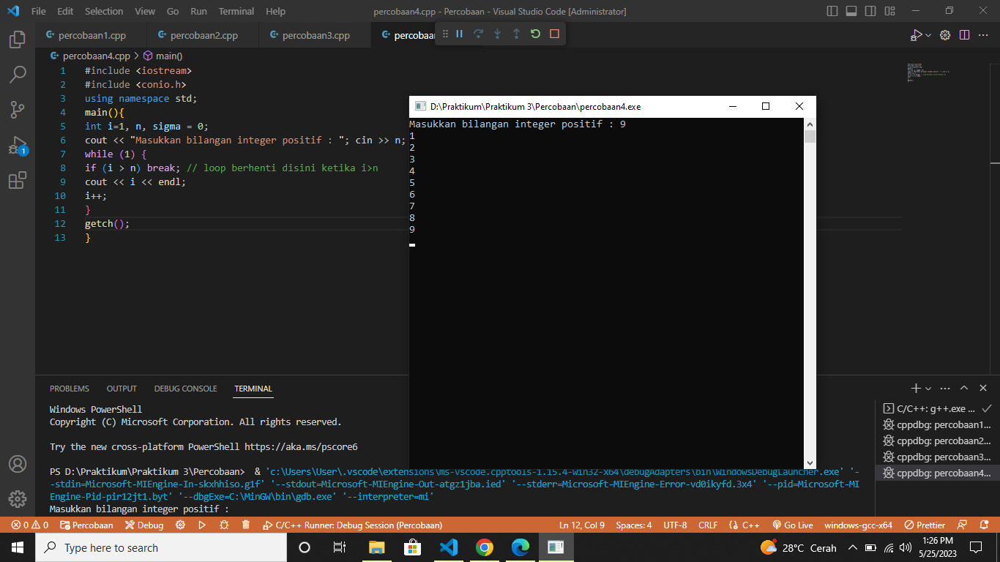 File Edit Selection View Go Run Terminal Help
percobaan4.cpp - Percobaan - Visual Studio Code [Administrator]
percobaan1.cpp percobaan2.cpp percobaan3.cpp percobaan
percobaan4.cpp > main()
1 #include <iostream>
2 #include <conio.h>
3 using namespace std;
4 main(){
5 int i=1, n, sigma = 0;
6 cout << "Masukkan bilangan integer positif : "; cin >> n;
7 while (1) {
8 if (i > n) break; // loop berhenti disini ketika i>n
9 cout << i << endl;
10 i++;
11 }
12 getch();
13 }
D:\Praktikum\Praktikum 3\Percobaan\percobaan4.exe
Masukkan bilangan integer positif : 9
1
2
3
4
5
6
7
8
9
1
PROBLEMS OUTPUT DEBUG CONSOLE TERMINAL
Windows PowerShell
Copyright (C) Microsoft Corporation. All rights reserved.
Try the new cross-platform PowerShell https://aka.ms/pscore6
PS D:\Praktikum\Praktikum 3\Percobaan> & 'c:\Users\User\.vscode\extensions\ms-vscode.cpptools-1.15.4-win32-x64\debugAdapters\bin\WindowsDebugLauncher.exe' '-
-stdin=Microsoft-MIEngine-In-skxhhiso.g1f' '--stdout=Microsoft-MIEngine-Out-atgz1jba.ied' '--stderr=Microsoft-MIEngine-Error-vd0ikyfd.3x4' '--pid=Microsoft-MI
Engine-Pid-pir12jt1.byt' '--dbgExe=C:\MinGW\bin\gdb.exe' '--interpreter=mi'
Masukkan bilangan integer positif :
C/C++: g++.exe ...
cppdbg: percobaan1...
cppdbg: percobaan2...
cppdbg: percobaan3...
cppdbg: percobaan4...
0 0 Percobaan Debug C/C++ Runner: Debug Session (Percobaan) Ln 12, Col 9 Spaces: 4 UTF-8 CRLF {} C++ Go Live windows-gcc-x64 Prettier
Type here to search
28°C Cerah
1:26 PM
5/25/2023